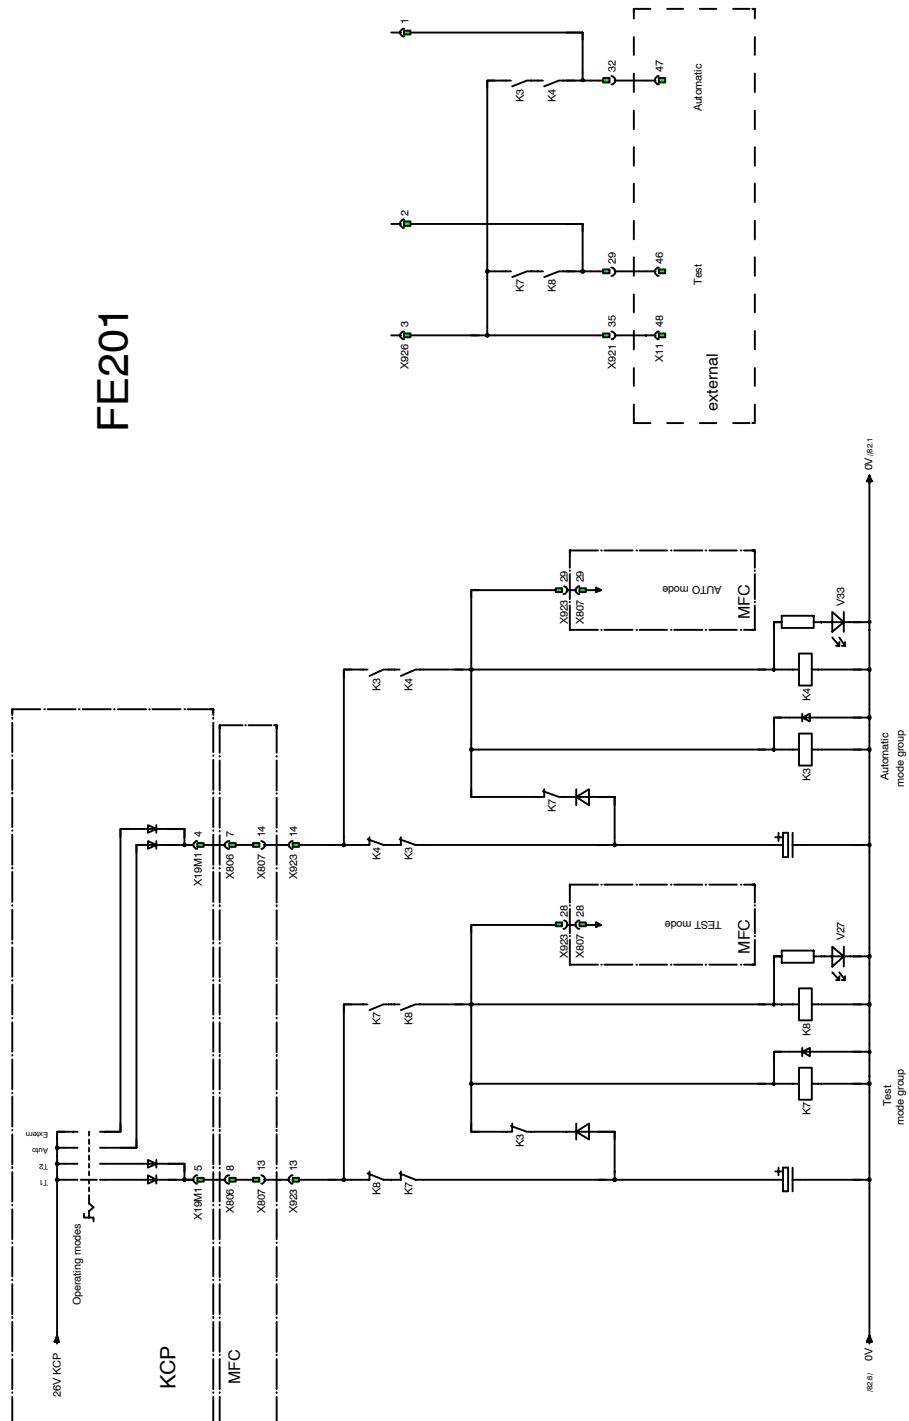 FE201
1
2
3
X926
K3
K4
K7
K8
32
29
35
X921
47
46
48
X11
Automatic
Test
external
26V KCP
Operating modes
T1
T2
Auto
Extern
KCP
MFC
X19M1
5
X806
8
X807
13
X923
13
X19M1
4
X806
7
X807
14
X923
14
K8
K7
K7
K8
K3
X923
28
X807
28
TEST mode
MFC
K7
K8
V27
Test
mode group
K4
K3
K3
K4
K7
X923
29
X807
29
AUTO mode
MFC
K3
K4
V33
Automatic
mode group
/82.6/
0V
0V /82.1